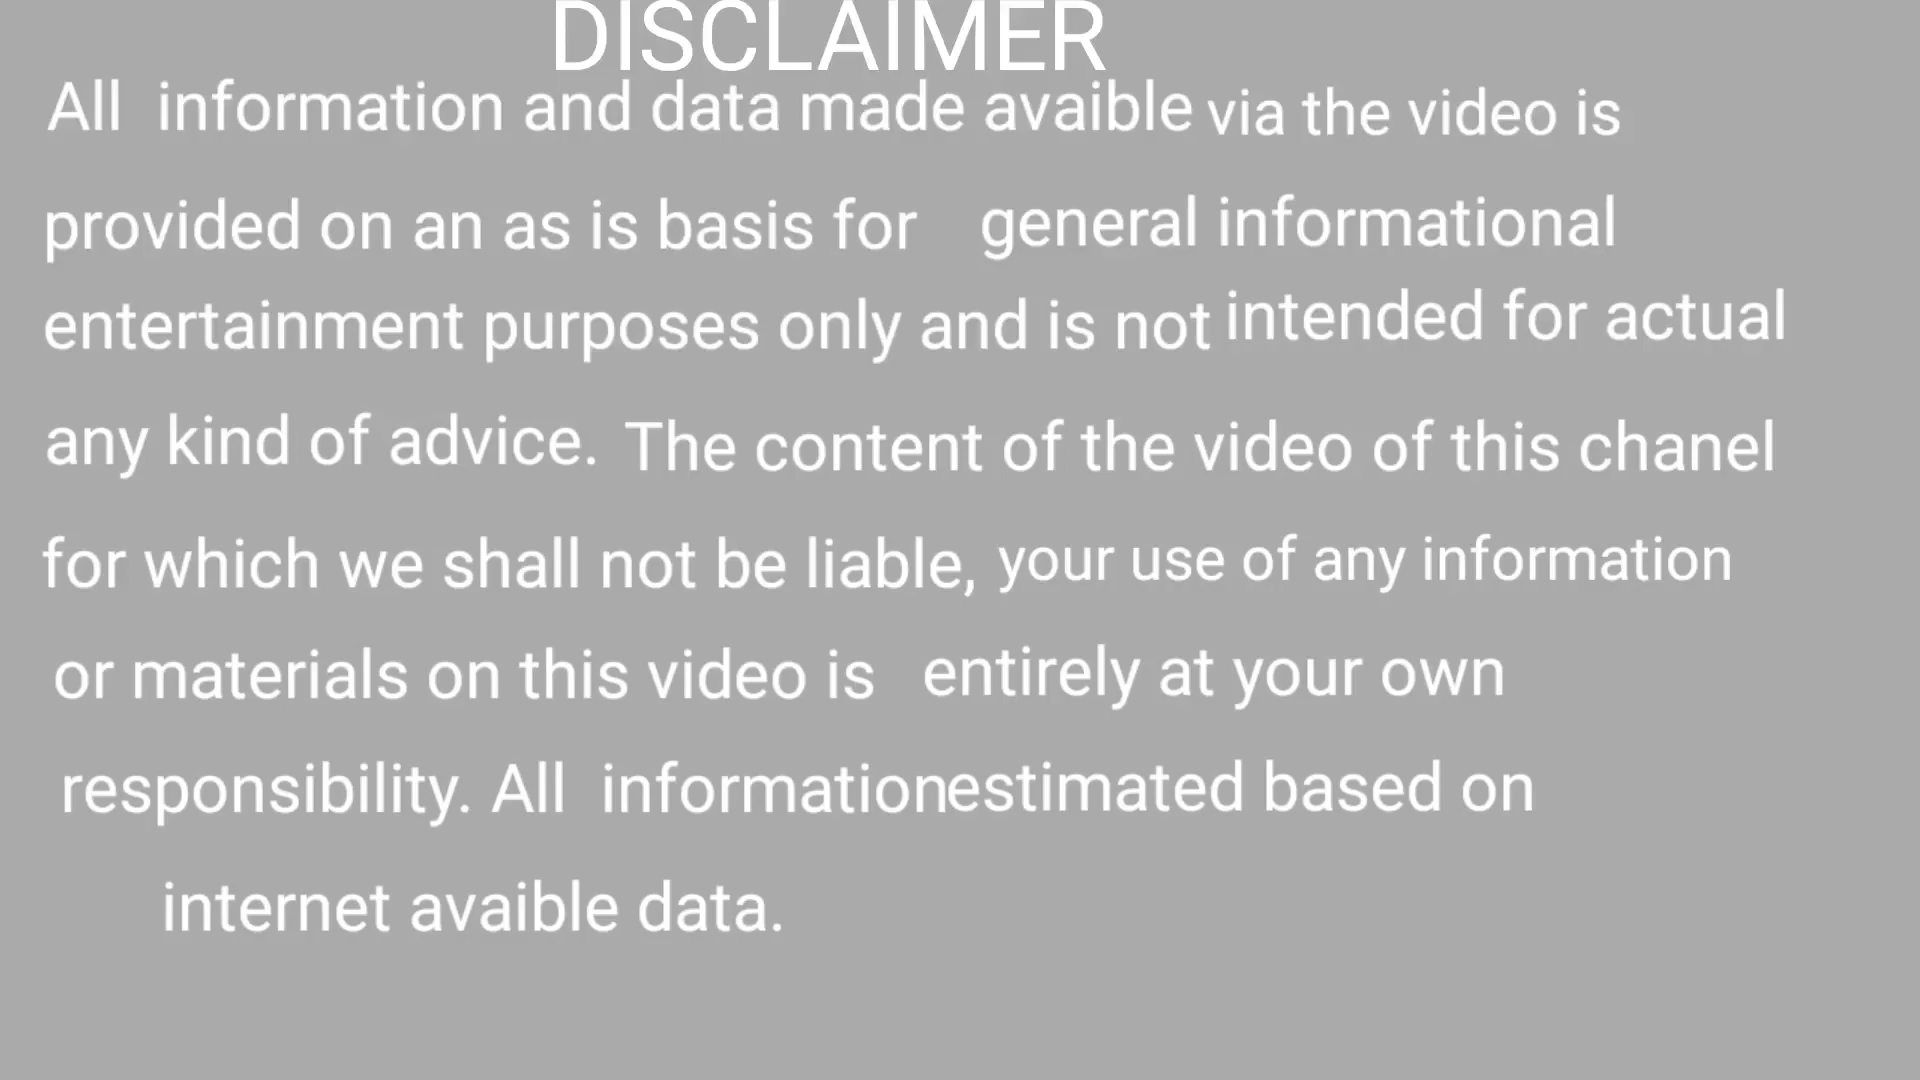 DISCLAIMER
All information and data made avaible via the video is
provided on an as is basis for general informational
entertainment purposes only and is not intended for actual
any kind of advice. The content of the video of this chanel
for which we shall not be liable, your use of any information
or materials on this video is entirely at your own
responsibility. All informationestimated based on
internet avaible data.